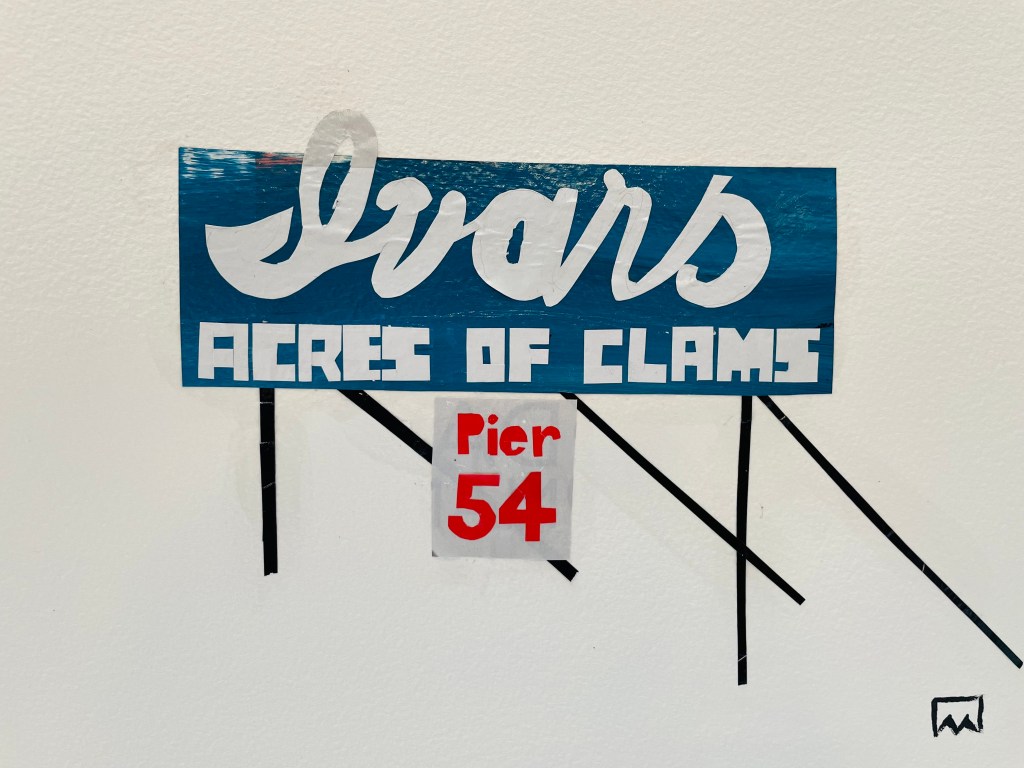 Ivars
ACRES OF CLAMS
Pier
54